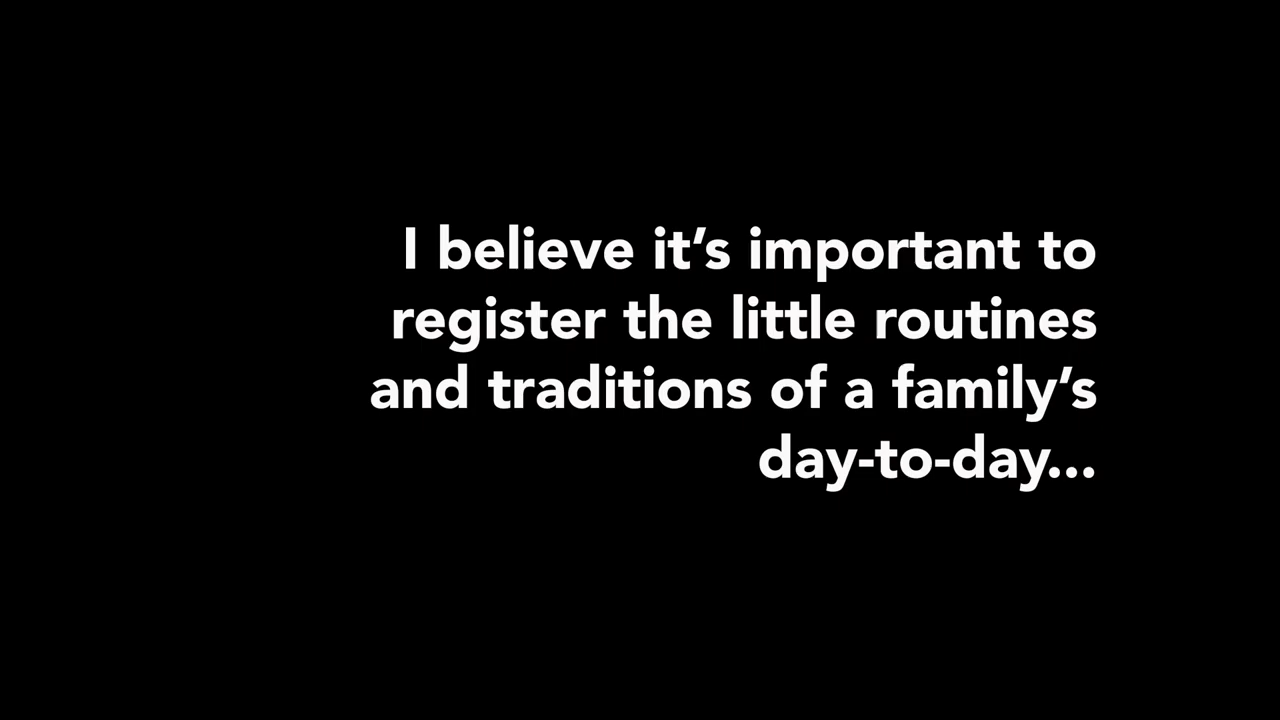 I believe it’s important to
register the little routines
and traditions of a family’s
day-to-day...